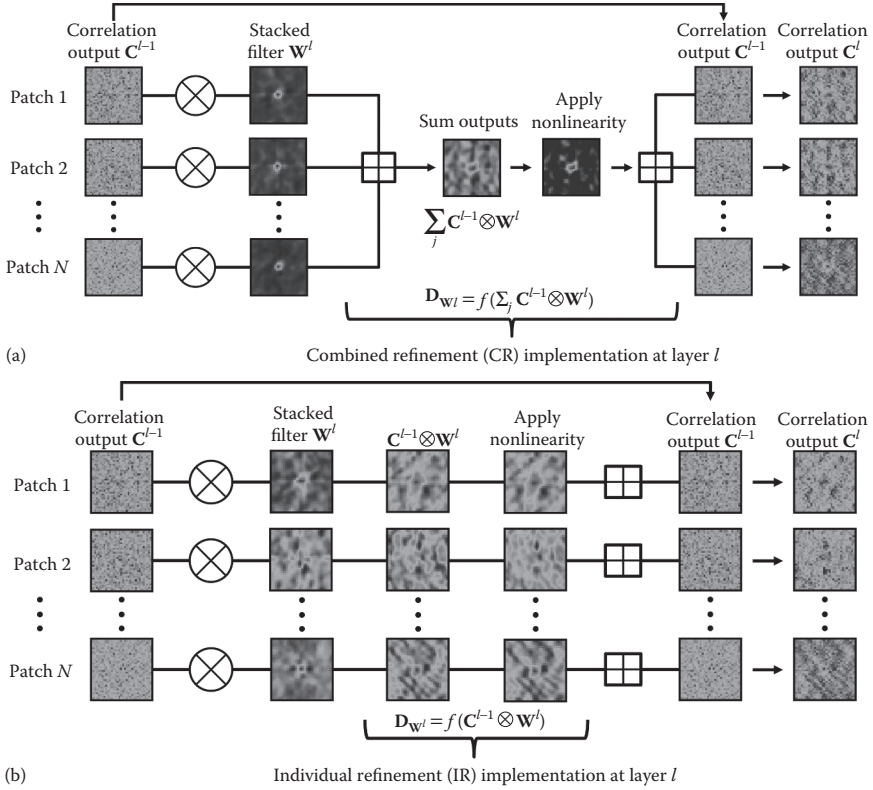 Correlation
output C^{l–1}
Stacked
filter W^l
Correlation
output C^{l–1}
Correlation
output C^l
Patch 1
Sum outputs
Apply
nonlinearity
Patch 2
∑_j C^{l–1}⊗W^l
Patch N
D_{W^l} = f(Σ_j C^{l–1}⊗W^l)
(a)
Combined refinement (CR) implementation at layer l
Correlation
output C^{l–1}
Stacked
filter W^l
C^{l–1}⊗W^l
Apply
nonlinearity
Correlation
output C^{l–1}
Correlation
output C^l
Patch 1
Patch 2
Patch N
D_{W^l} = f(C^{l–1}⊗W^l)
(b)
Individual refinement (IR) implementation at layer l